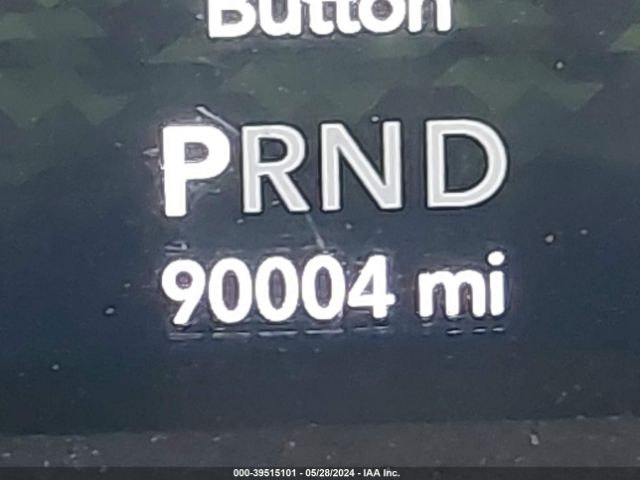 Button
PRND
90004 mi
000-39515101 - 05/28/2024 - IAA Inc.